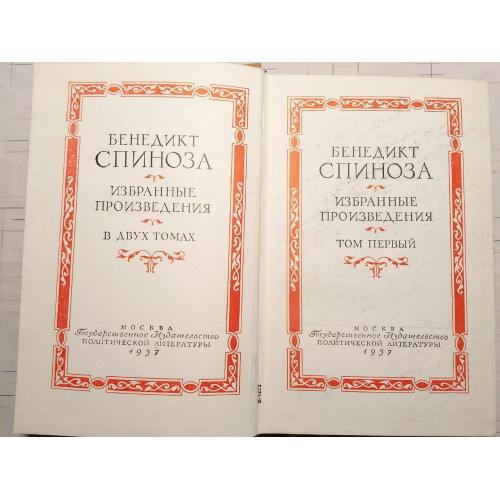 БЕНЕДИКТ
СПИНОЗА
ИЗБРАННЫЕ
ПРОИЗВЕДЕНИЯ
В ДВУХ ТОМАХ
МОСКВА
Государственное Издательство
ПОЛИТИЧЕСКОЙ ЛИТЕРАТУРЫ
1957
БЕНЕДИКТ
СПИНОЗА
ИЗБРАННЫЕ
ПРОИЗВЕДЕНИЯ
ТОМ ПЕРВЫЙ
МОСКВА
Государственное Издательство
ПОЛИТИЧЕСКОЙ ЛИТЕРАТУРЫ
1957